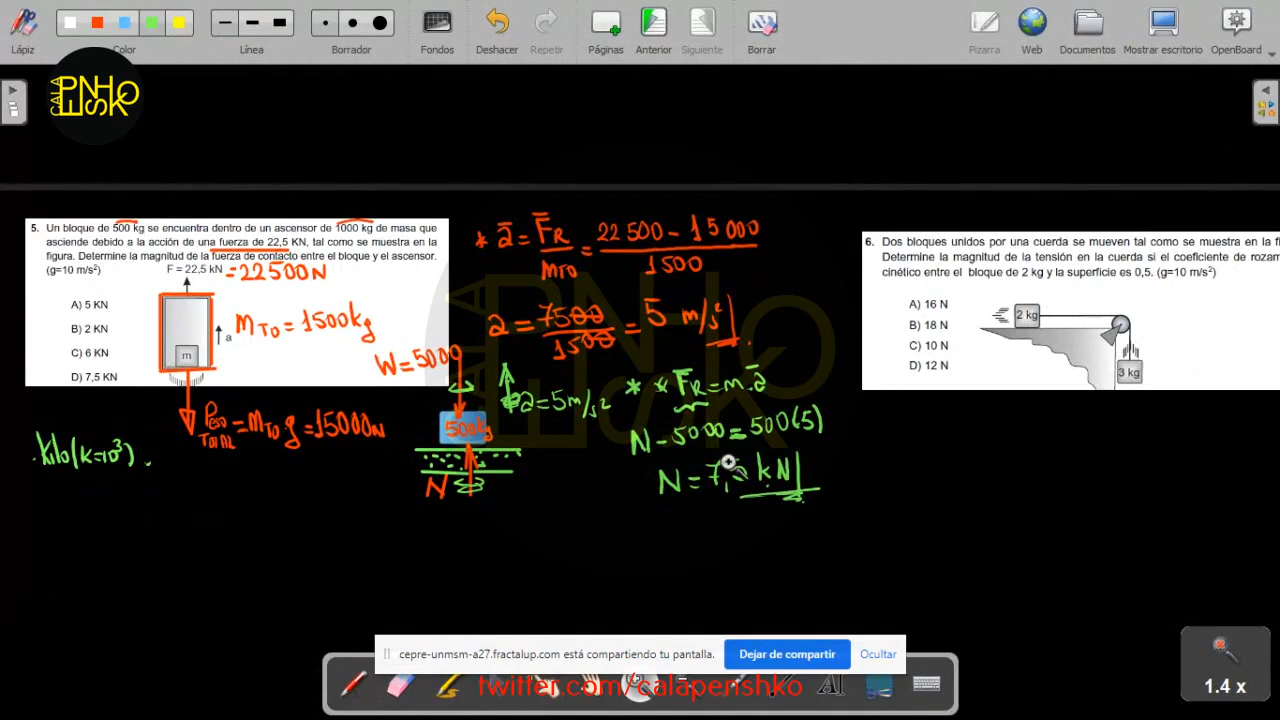 Lápiz
Color
Línea
Borrador
Fondos
Deshacer
Repetir
Páginas
Anterior
Siguiente
Borrar
Pizarra
Web
Documentos
Mostrar escritorio
OpenBoard
CALA
PENSHKO
5. Un bloque de 500 kg se encuentra dentro de un ascensor de 1000 kg de masa que
asciende debido a la acción de una fuerza de 22,5 KN, tal como se muestra en la
figura. Determine la magnitud de la fuerza de contacto entre el bloque y el ascensor.
(g=10 m/s²)
F = 22,5 kN = 22500N
A) 5 KN
B) 2 KN
C) 6 KN
D) 7,5 KN
a
m
M TO = 1500kg
Peso TOTAL = M TO g = 15000N
kilo (k=10³).
* a = FR / MTO = 22 500 - 15 000 / 1500
a = 7500 / 1500 = 5 m/s².
W = 5000
500kg
N
a = 5m/s²
* * FR = m.a
N - 5000 = 500(5)
N = 7, kN
6. Dos bloques unidos por una cuerda se mueven tal como se muestra en la fi
Determine la magnitud de la tensión en la cuerda si el coeficiente de rozam
cinético entre el bloque de 2 kg y la superficie es 0,5. (g=10 m/s²)
A) 16 N
B) 18 N
C) 10 N
D) 12 N
2 kg
3 kg
cepre-unmsm-a27.fractalup.com está compartiendo tu pantalla.
Dejar de compartir
Ocultar
twitter.com/calapenshko
1.4 x